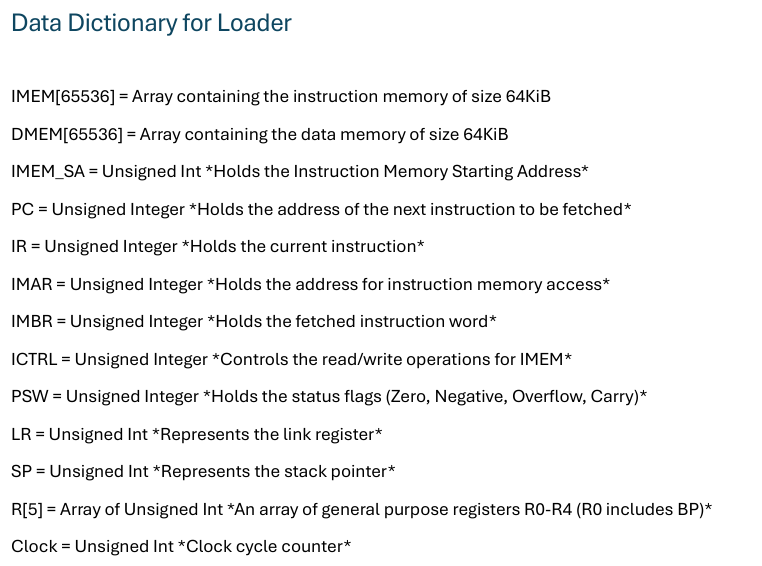 Data Dictionary for Loader
IMEM[65536] = Array containing the instruction memory of size 64KiB
DMEM[65536] = Array containing the data memory of size 64KiB
IMEM_SA = Unsigned Int *Holds the Instruction Memory Starting Address*
PC = Unsigned Integer *Holds the address of the next instruction to be fetched*
IR = Unsigned Integer *Holds the current instruction*
IMAR = Unsigned Integer *Holds the address for instruction memory access*
IMBR = Unsigned Integer *Holds the fetched instruction word*
ICTRL = Unsigned Integer *Controls the read/write operations for IMEM*
PSW = Unsigned Integer *Holds the status flags (Zero, Negative, Overflow, Carry)*
LR = Unsigned Int *Represents the link register*
SP = Unsigned Int *Represents the stack pointer*
R[5] = Array of Unsigned Int *An array of general purpose registers R0-R4 (R0 includes BP)*
Clock = Unsigned Int *Clock cycle counter*